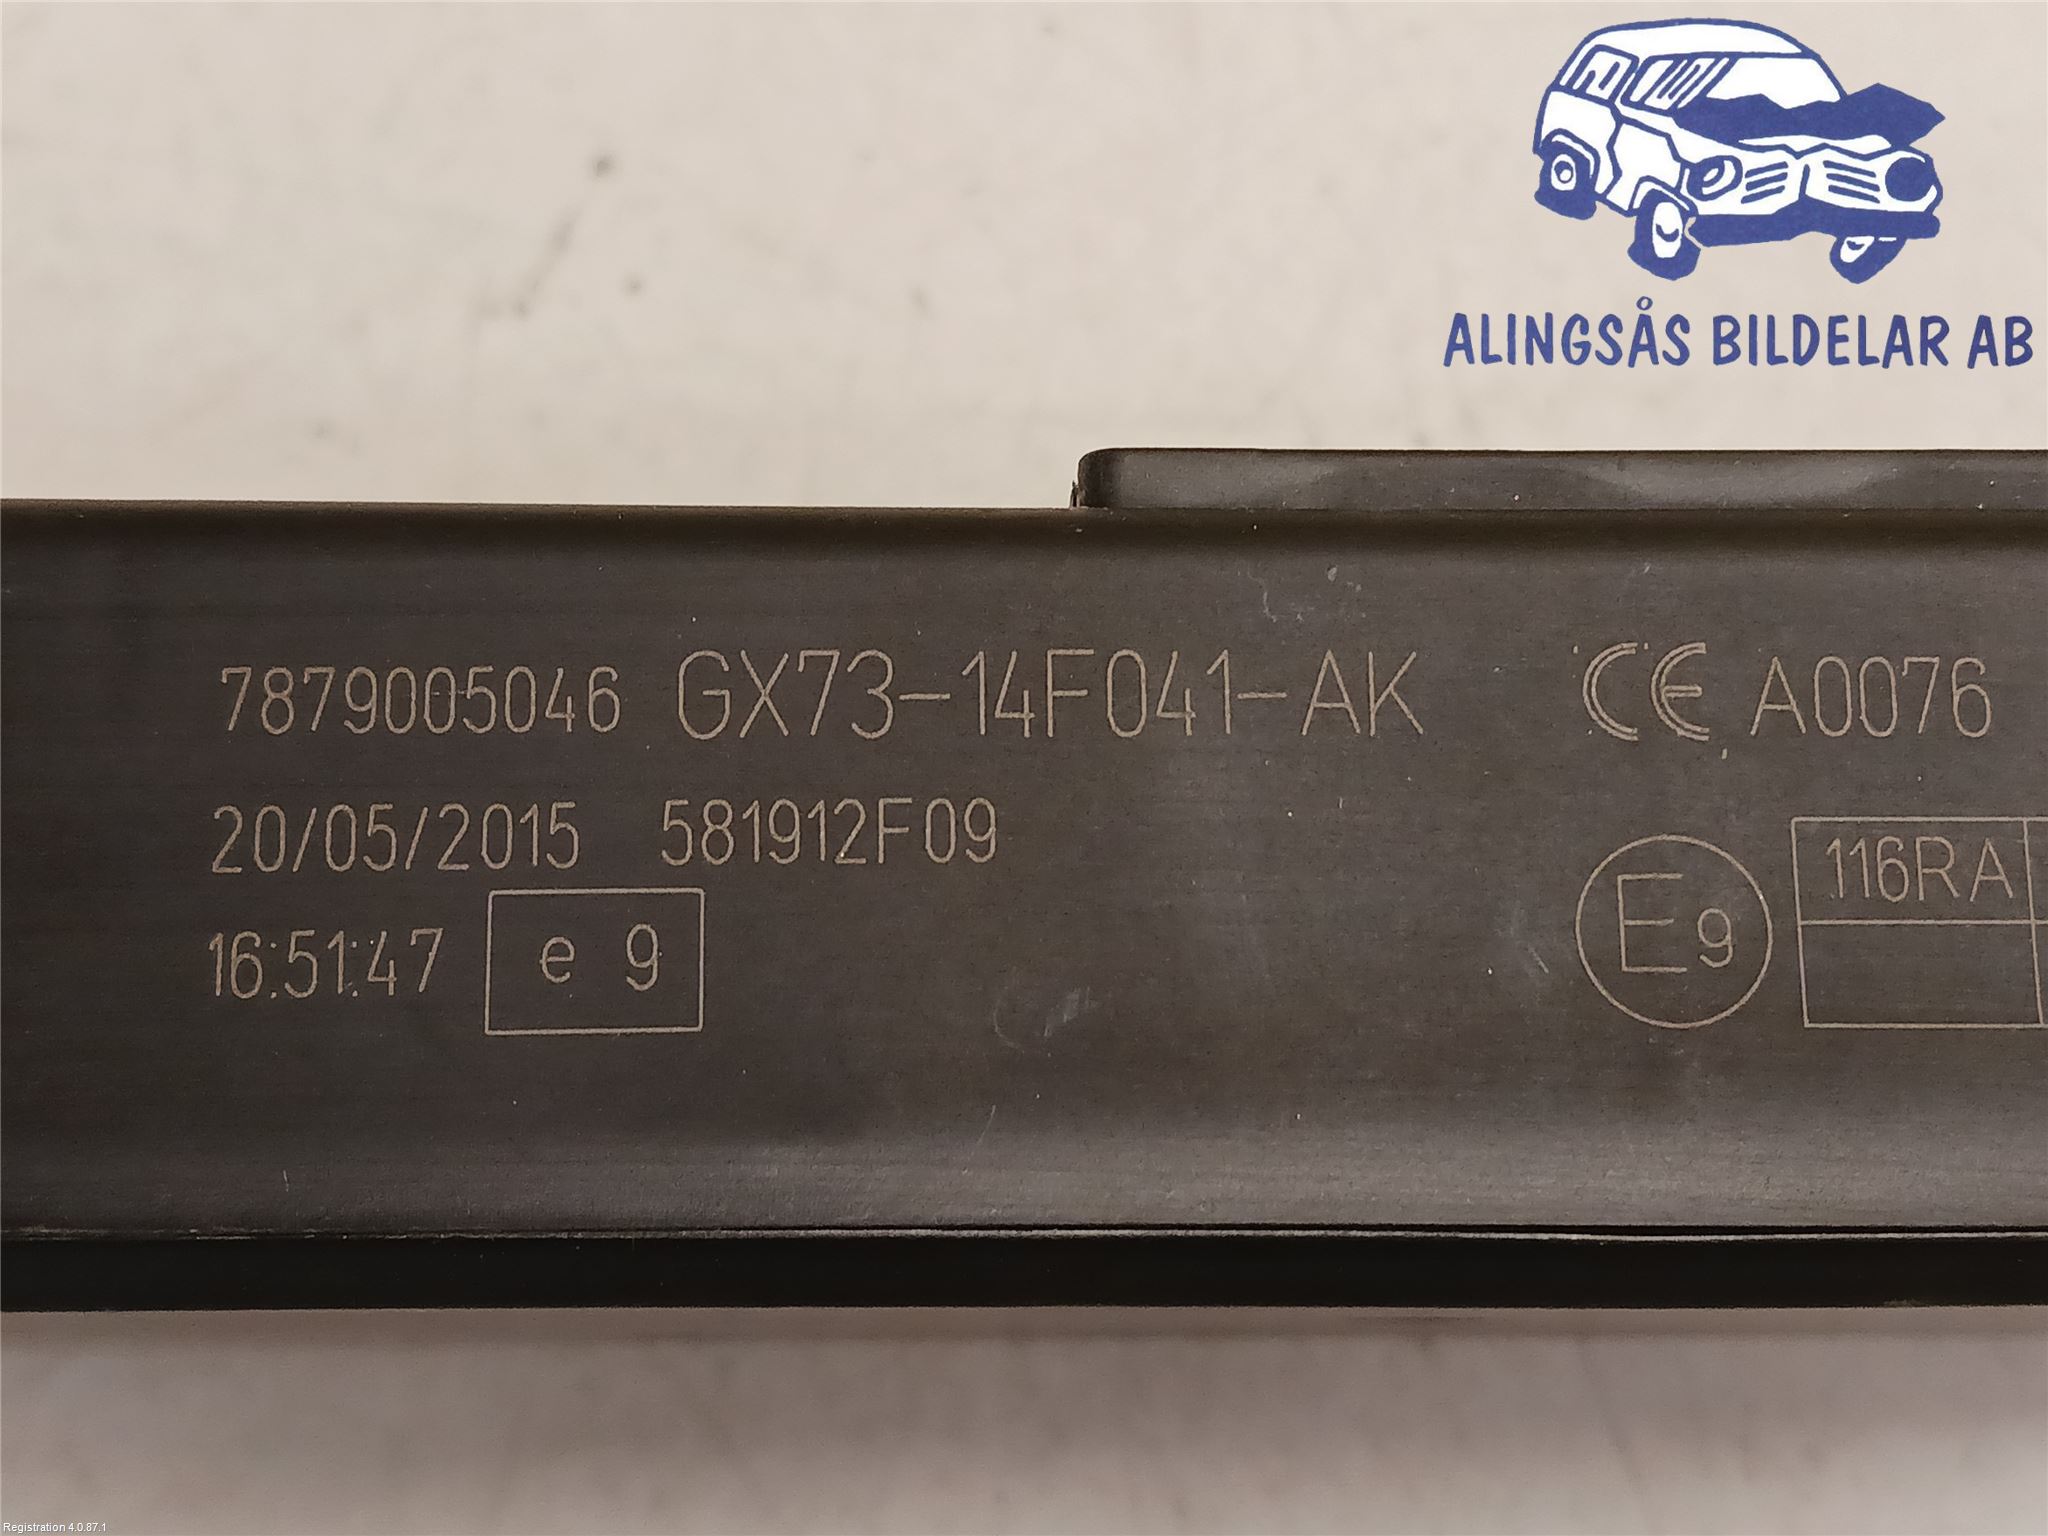 ALINGSÅS BILDELAR AB
7879005046 GX73-14F041-AK CE A0076
20/05/2015 581912F09
116RA
16:51:47 e 9
E9
Registration 4.0.87.1